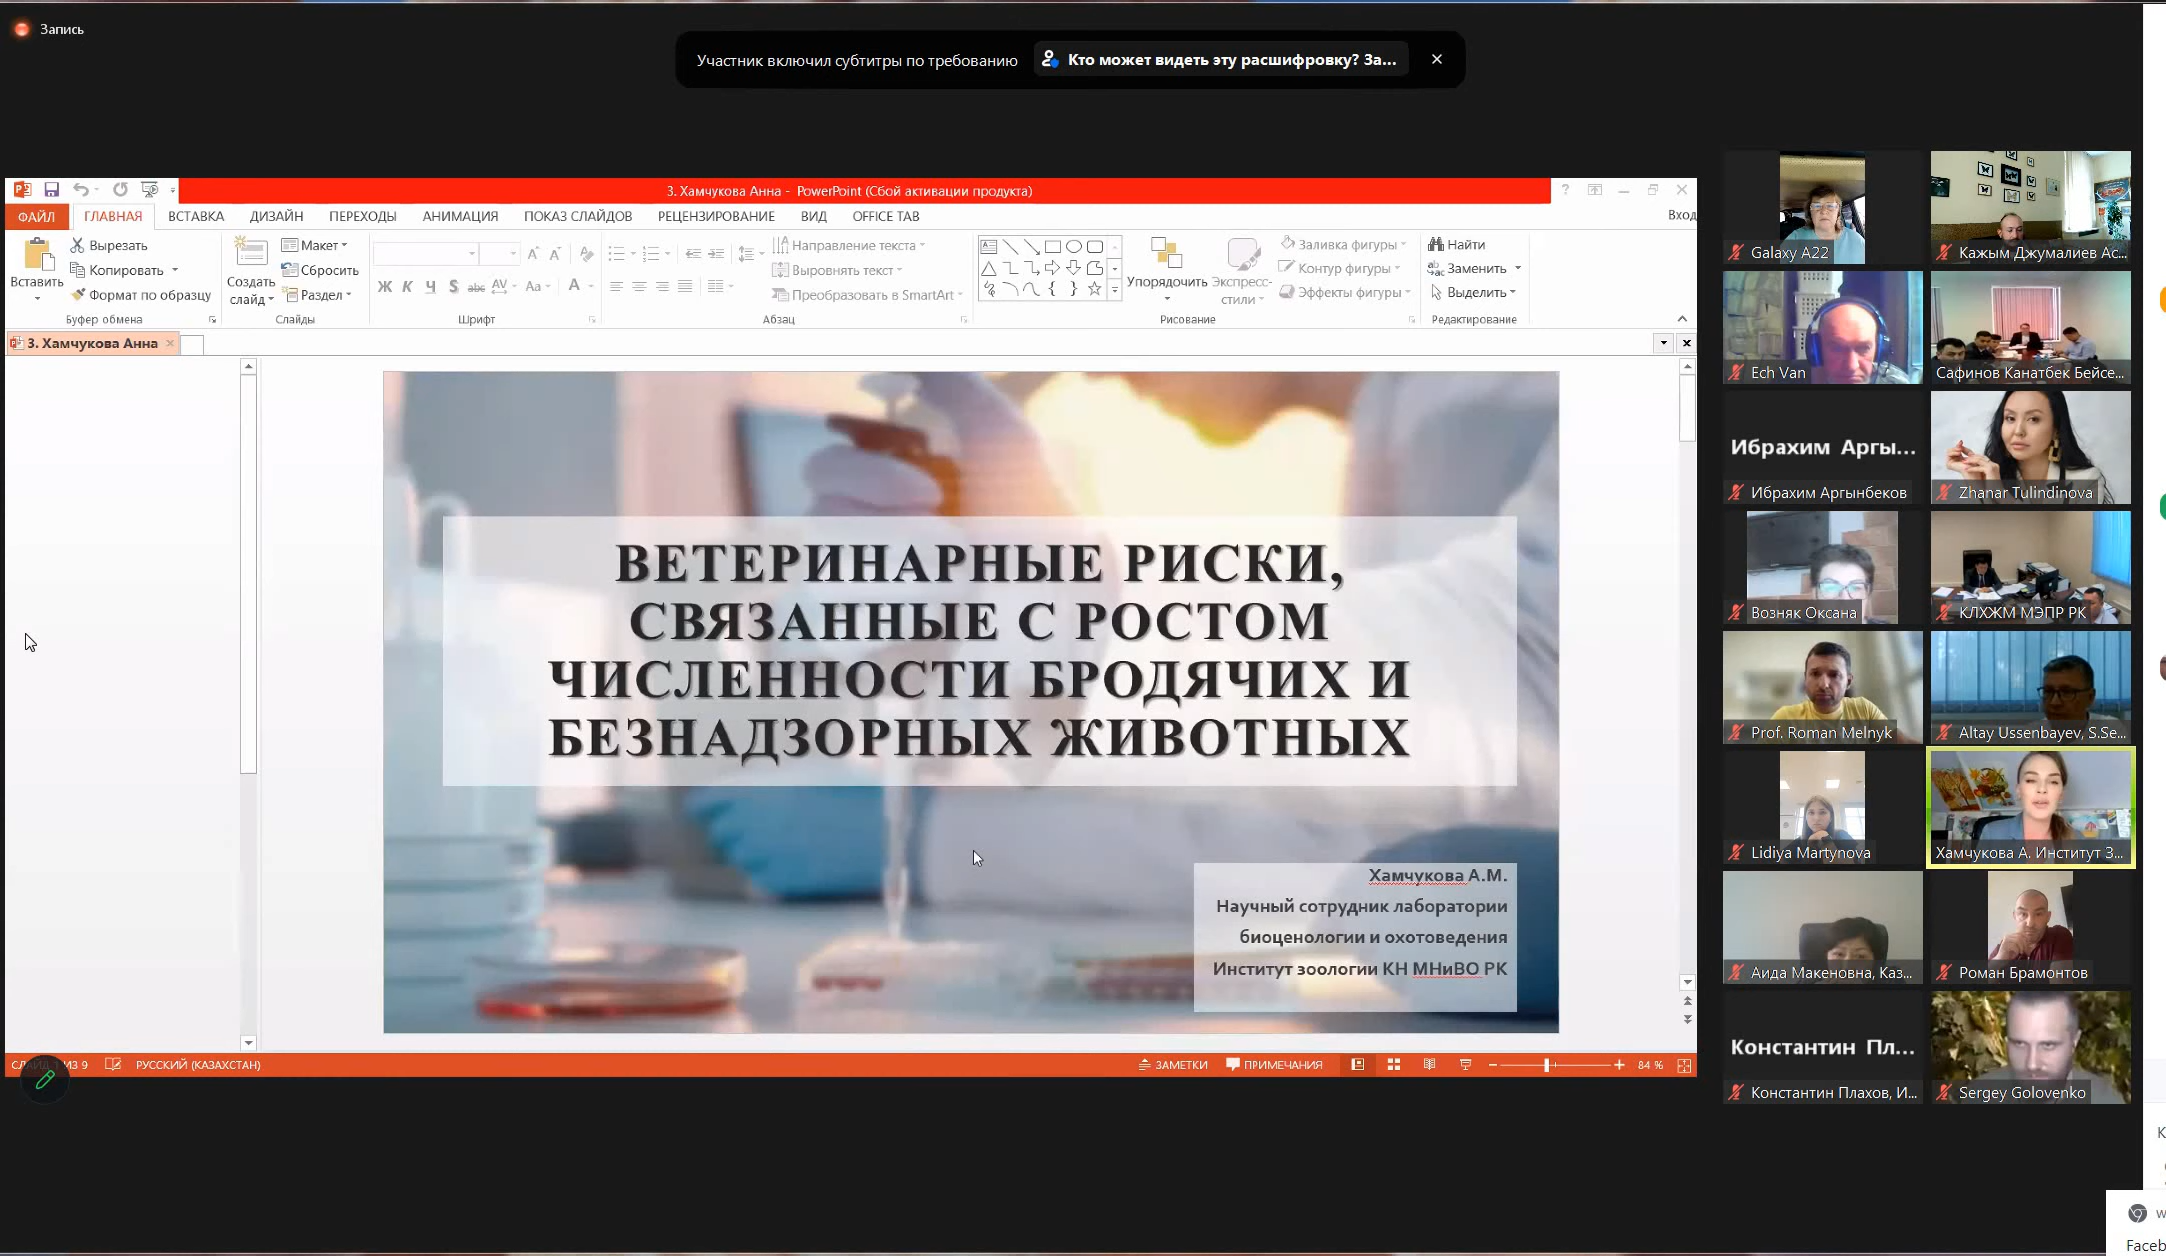 Запись
Участник включил субтитры по требованию
Кто может видеть эту расшифровку? За...
3. Хамчукова Анна - PowerPoint (Сбой активации продукта)
ФАЙЛ ГЛАВНАЯ ВСТАВКА ДИЗАЙН ПЕРЕХОДЫ АНИМАЦИЯ ПОКАЗ СЛАЙДОВ РЕЦЕНЗИРОВАНИЕ ВИД OFFICE TAB Вход
Вставить
Вырезать
Копировать
Формат по образцу
Буфер обмена
Создать
слайд
Макет
Сбросить
Раздел
Слайды
Ж К Ч S abc AV Aa A
Шрифт
Направление текста
Выровнять текст
Преобразовать в SmartArt
Абзац
Упорядочить
Экспресс-
стили
Заливка фигуры
Контур фигуры
Эффекты фигуры
Рисование
Найти
Заменить
Выделить
Редактирование
3. Хамчукова Анна
ВЕТЕРИНАРНЫЕ РИСКИ,
СВЯЗАННЫЕ С РОСТОМ
ЧИСЛЕННОСТИ БРОДЯЧИХ И
БЕЗНАДЗОРНЫХ ЖИВОТНЫХ
Хамчукова А.М.
Научный сотрудник лаборатории
биоценологии и охотоведения
Институт зоологии КН МНиВО РК
ИЗ 9
РУССКИЙ (КАЗАХСТАН)
ЗАМЕТКИ
ПРИМЕЧАНИЯ
84 %
Galaxy A22
Кажым Джумалиев Ас...
Ech Van
Сафинов Канатбек Бейсе...
Ибрахим Аргы...
Ибрахим Аргынбеков
Zhanar Tulindinova
Возняк Оксана
КЛХЖМ МЭПР РК
Prof. Roman Melnyk
Altay Ussenbayev, S.Se...
Lidiya Martynova
Хамчукова А. Институт З...
Аида Макеновна, Каз...
Роман Брамонтов
Константин Пл...
Константин Плахов, И...
Sergey Golovenko
Faceb